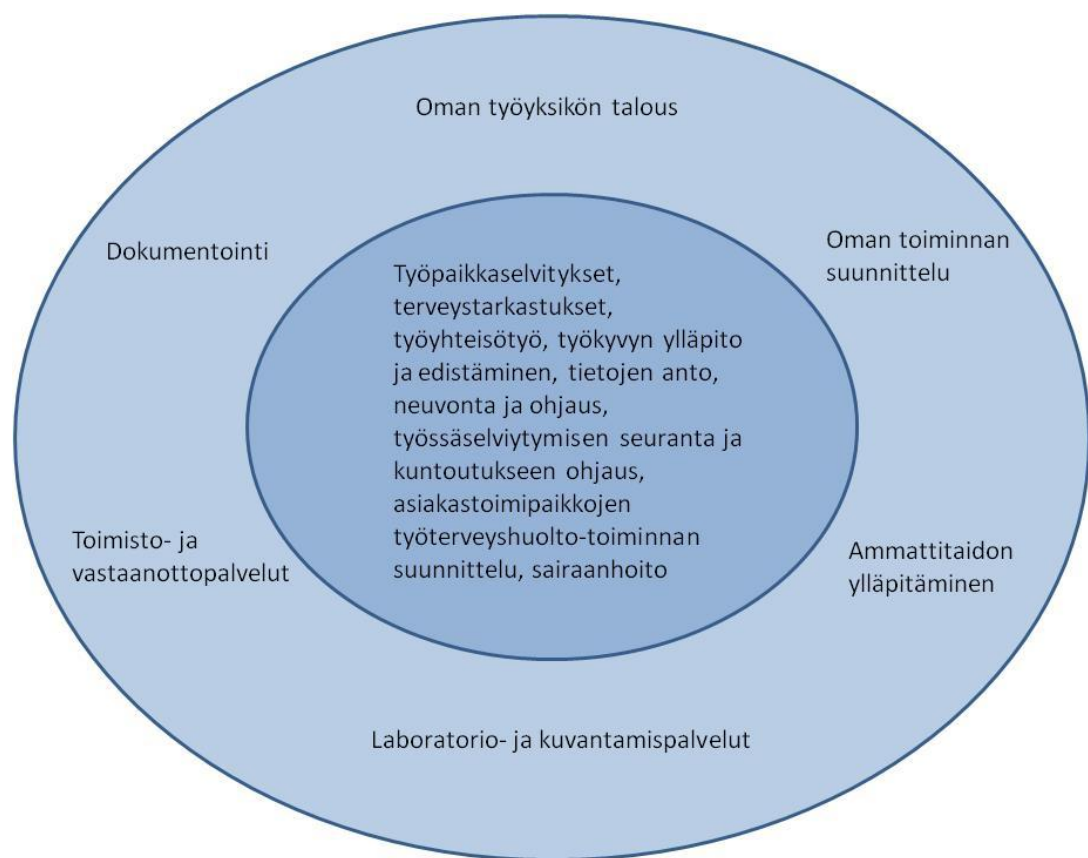 Oman työyksikön talous
Dokumentointi
Oman toiminnan
suunnittelu
Työpaikkaselvitykset,
terveystarkastukset,
työyhteisötyö, työkyvyn ylläpito
ja edistäminen, tietojen anto,
neuvonta ja ohjaus,
työssäselviytymisen seuranta ja
kuntoutukseen ohjaus,
asiakastoimipaikkojen
työterveyshuolto-toiminnan
suunnittelu, sairaanhoito
Toimisto- ja
vastaanottopalvelut
Ammattitaidon
ylläpitäminen
Laboratorio- ja kuvantamispalvelut